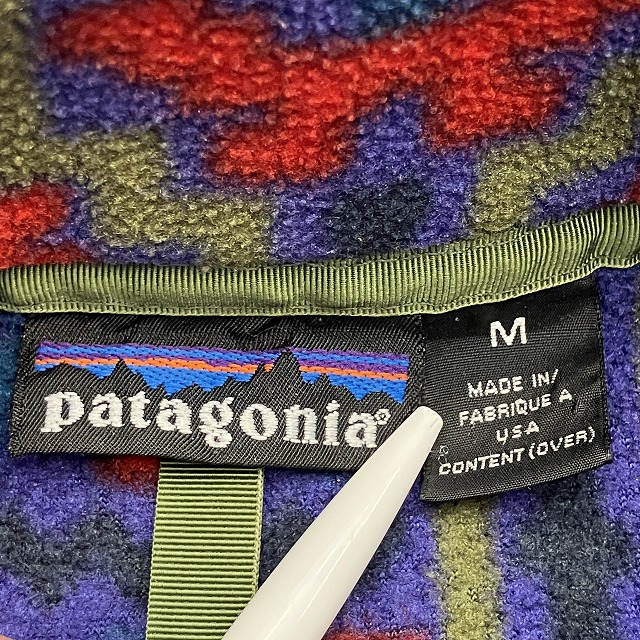 patagonia®
M
MADE IN/
FABRIQUE A
USA
CONTENT (OVER)